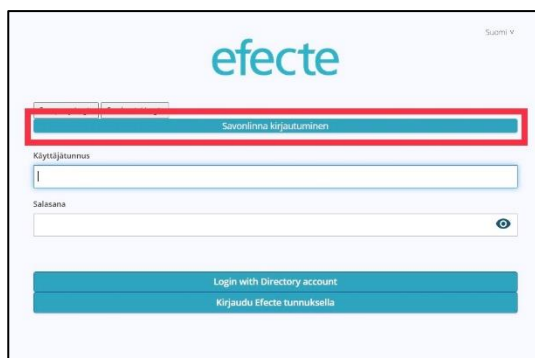 Suomi
efecte
Savonlinna kirjautuminen
Käyttäjätunnus
Salasana
Login with Directory account
Kirjaudu Efecte tunnuksella